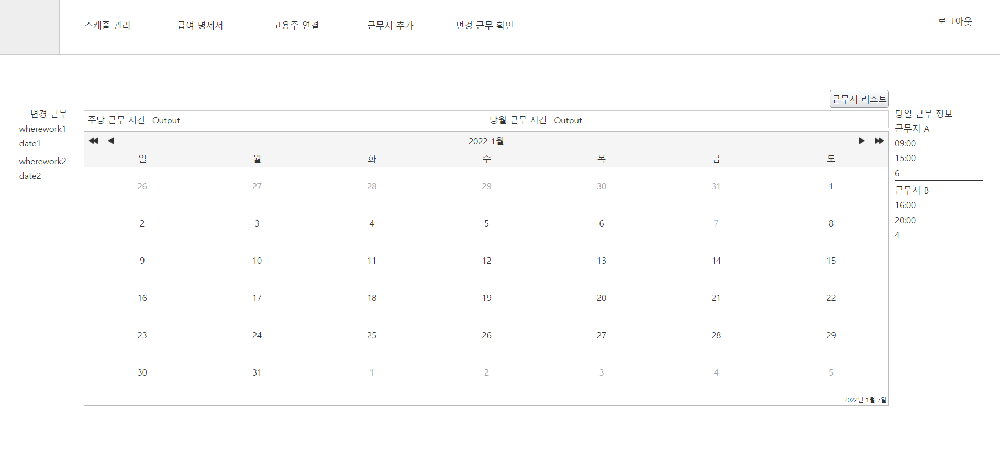 스케줄 관리 급여 명세서 고용주 연결 근무지 추가 변경 근무 확인 로그아웃
근무지 리스트
변경 근무
wherework1
date1
wherework2
date2
주당 근무 시간 Output 당월 근무 시간 Output
2022 1월
일 월 화 수 목 금 토
26 27 28 29 30 31 1
2 3 4 5 6 7 8
9 10 11 12 13 14 15
16 17 18 19 20 21 22
23 24 25 26 27 28 29
30 31 1 2 3 4 5
2022년 1월 7일
당일 근무 정보
근무지 A
09:00
15:00
6
근무지 B
16:00
20:00
4